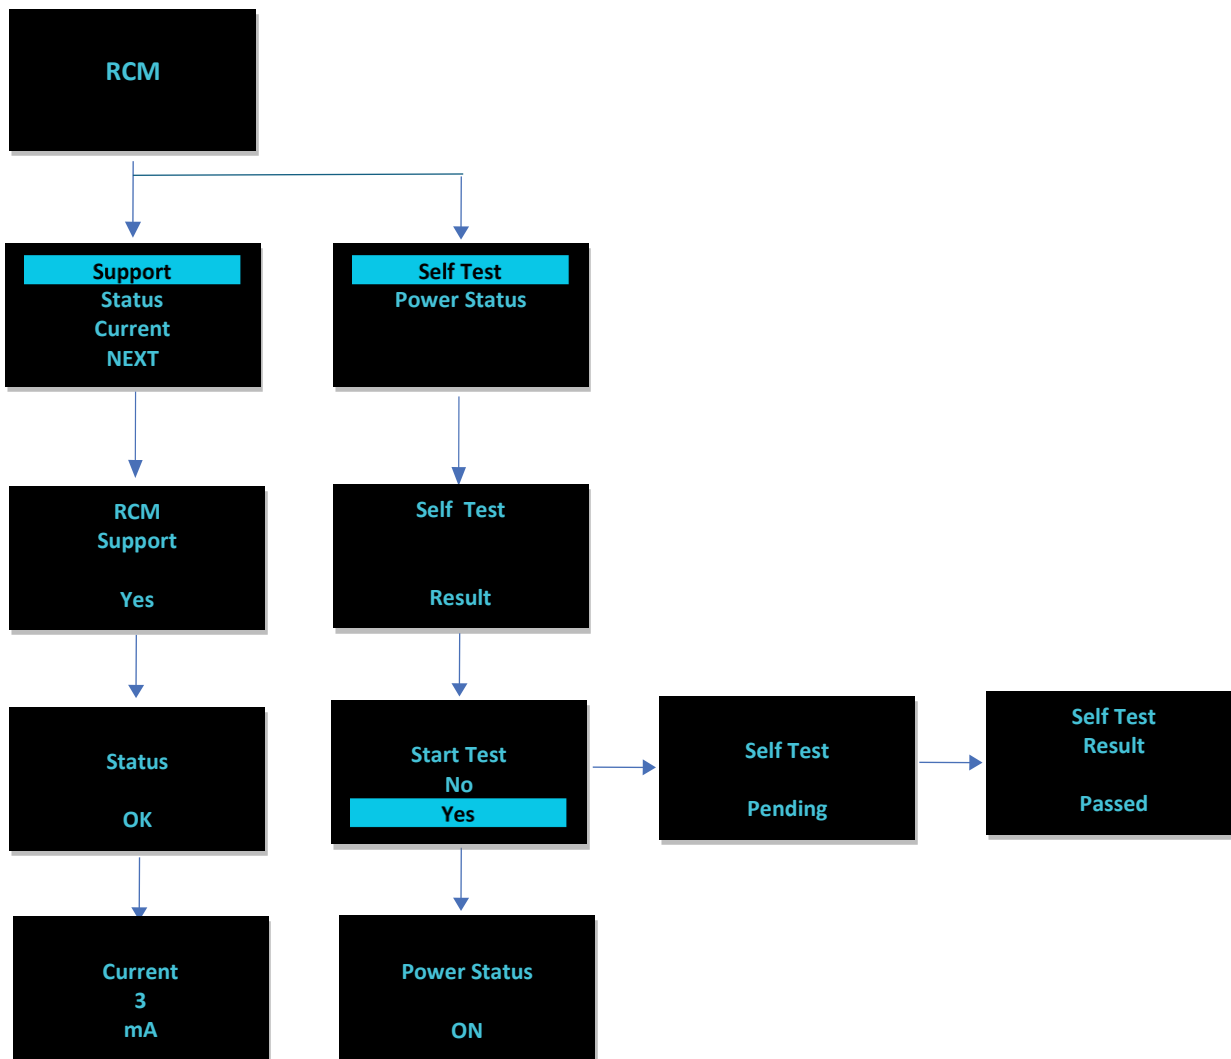 RCM
Support
Status
Current
NEXT
Self Test
Power Status
RCM
Support
Yes
Self Test
Result
Status
OK
Start Test
No
Yes
Self Test
Pending
Self Test
Result
Passed
Current
3
mA
Power Status
ON